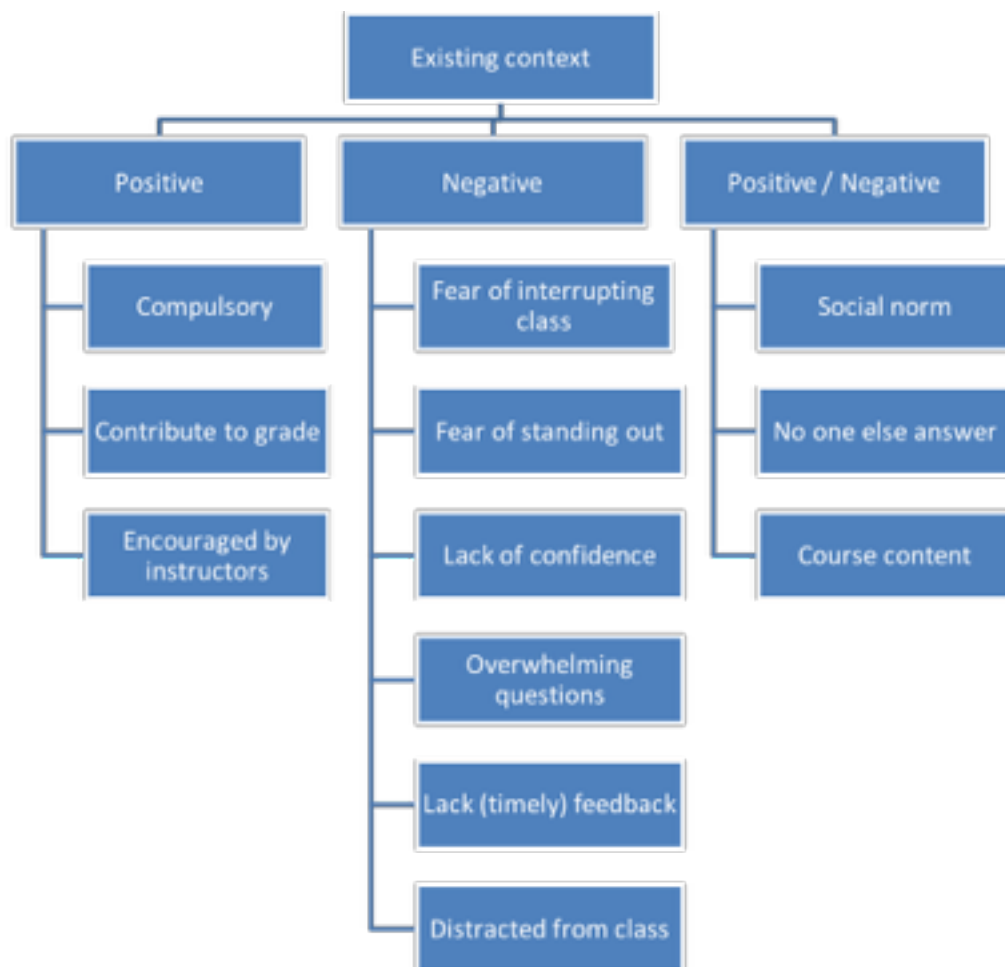 Existing context
Positive
Negative
Positive / Negative
Compulsory
Contribute to grade
Encouraged by
instructors
Fear of interrupting
class
Fear of standing out
Lack of confidence
Overwhelming
questions
Lack (timely) feedback
Distracted from class
Social norm
No one else answer
Course content